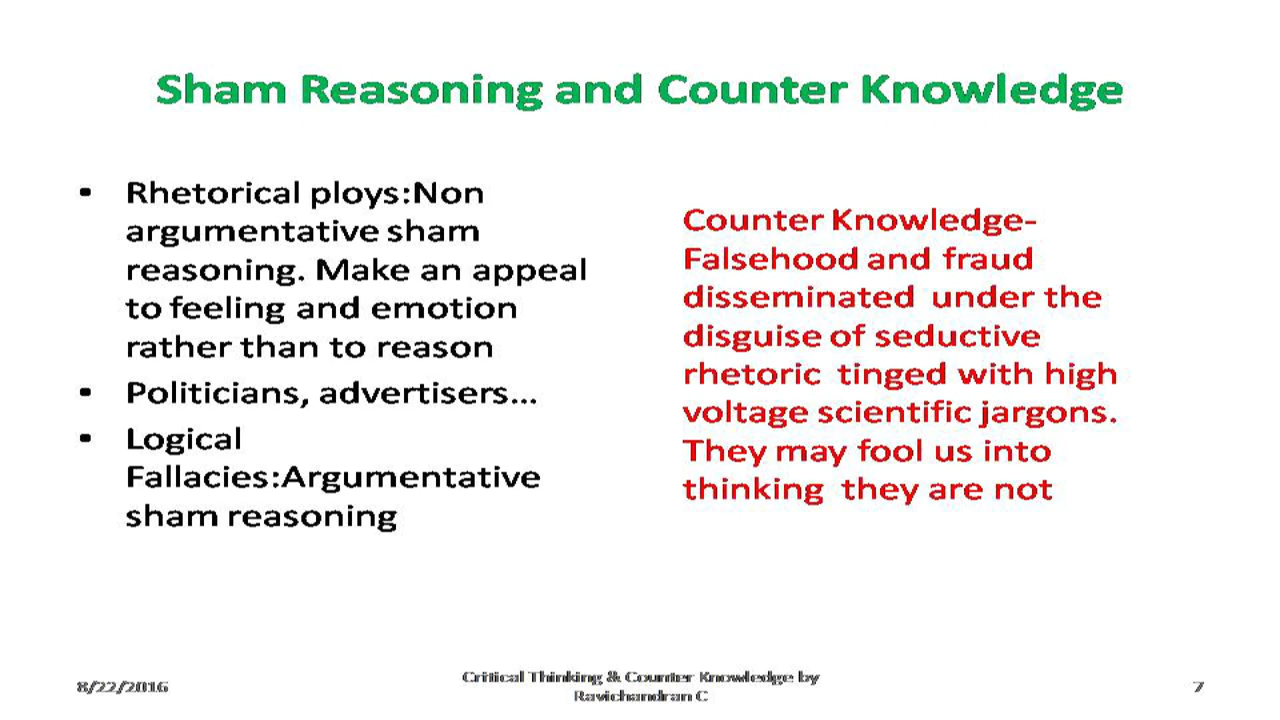 Sham Reasoning and Counter Knowledge
• Rhetorical ploys:Non
argumentative sham
reasoning. Make an appeal
to feeling and emotion
rather than to reason
• Politicians, advertisers...
• Logical
Fallacies:Argumentative
sham reasoning
Counter Knowledge-
Falsehood and fraud
disseminated under the
disguise of seductive
rhetoric tinged with high
voltage scientific jargons.
They may fool us into
thinking they are not
8/22/2016
Critical Thinking & Counter Knowledge by
Ravichandran C
7